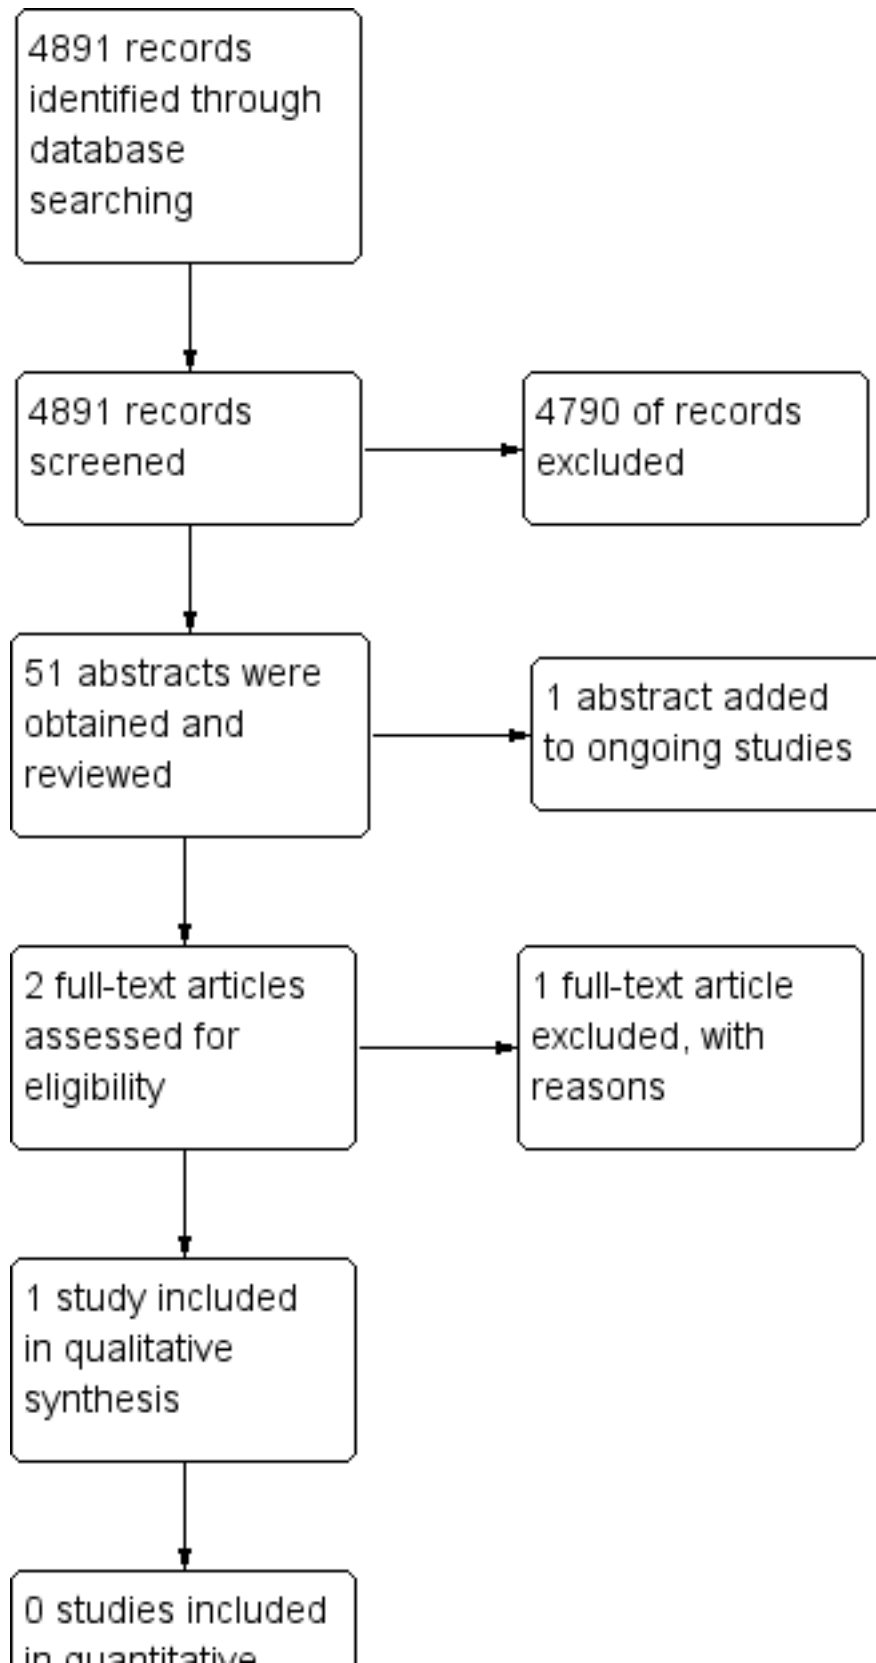 4891 records
identified through
database
searching
4891 records
screened
4790 of records
excluded
51 abstracts were
obtained and
reviewed
1 abstract added
to ongoing studies
2 full-text articles
assessed for
eligibility
1 full-text article
excluded, with
reasons
1 study included
in qualitative
synthesis
0 studies included
in quantitative